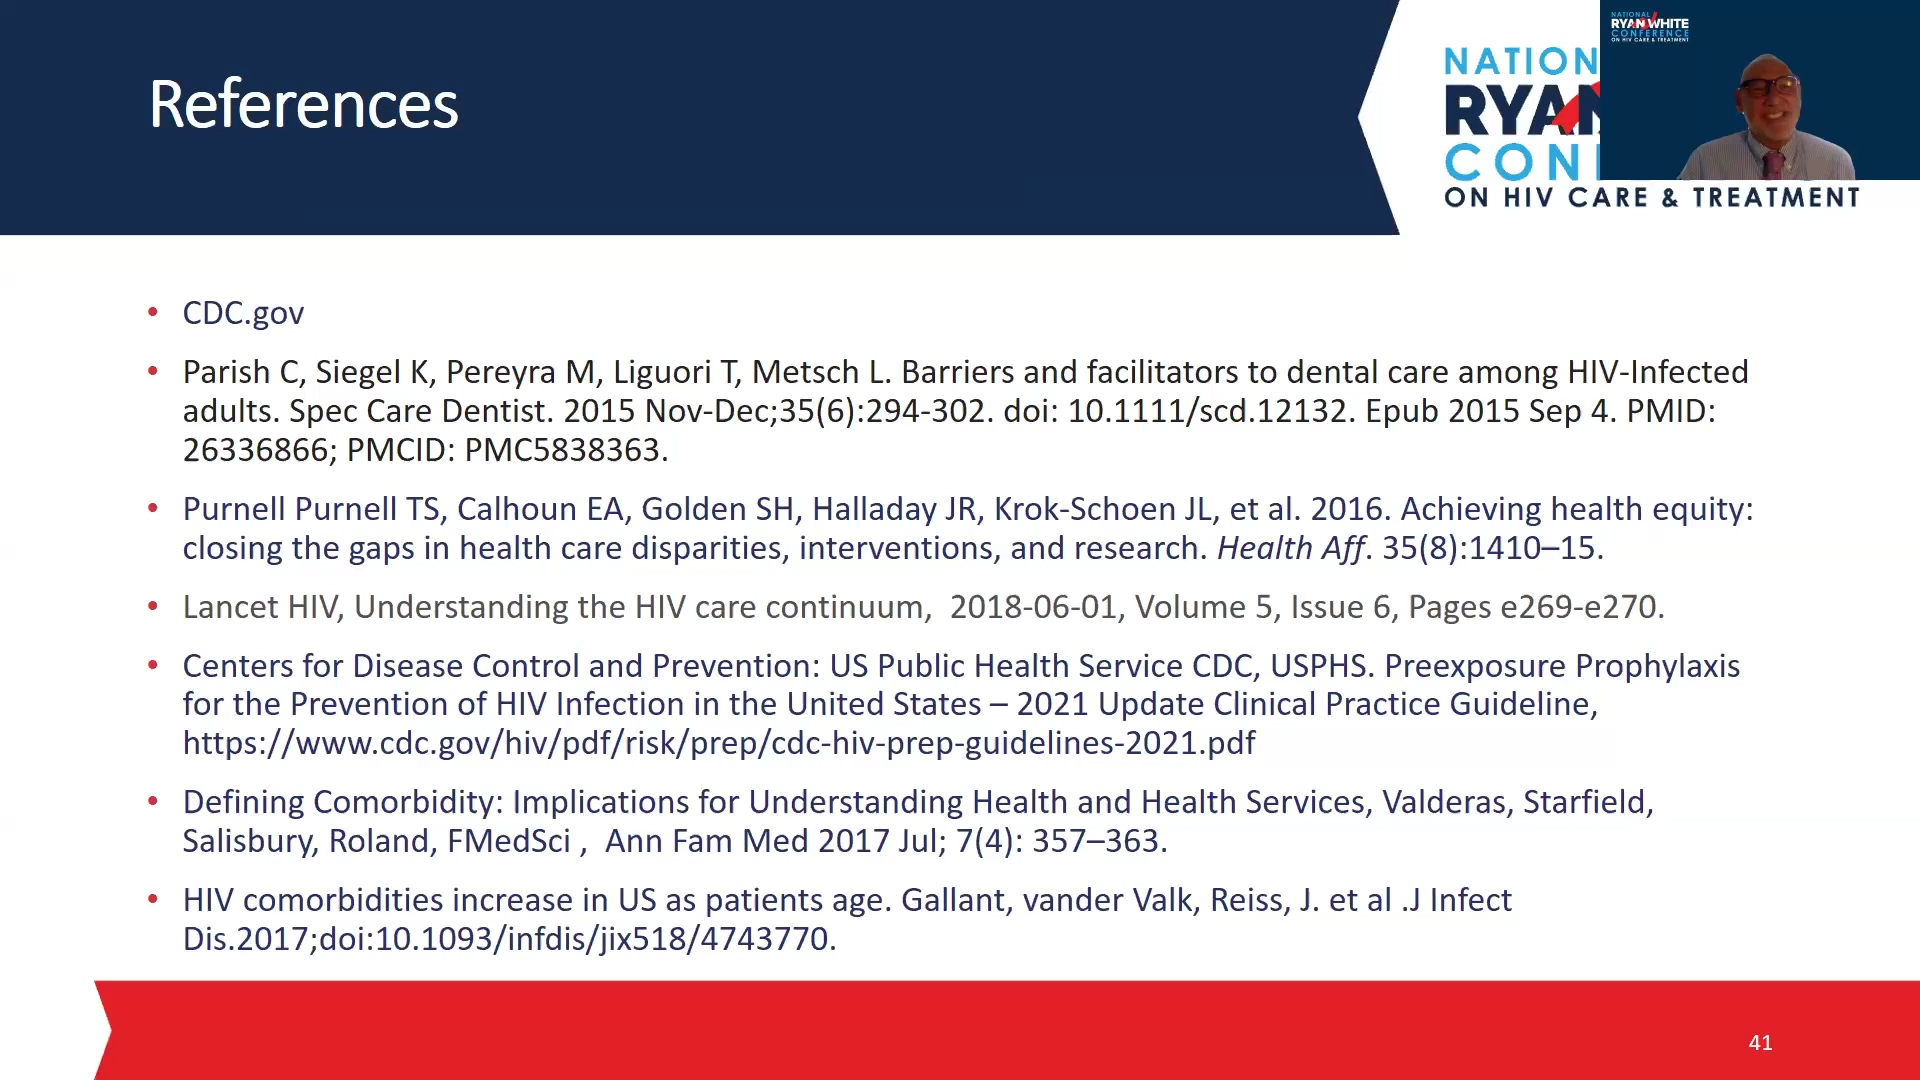 References
NATION
RYAN
CON
ON HIV CARE & TREATMENT
NATIONAL
RYAN WHITE
CONFERENCE
ON HIV CARE & TREATMENT
• CDC.gov
• Parish C, Siegel K, Pereyra M, Liguori T, Metsch L. Barriers and facilitators to dental care among HIV-Infected
adults. Spec Care Dentist. 2015 Nov-Dec;35(6):294-302. doi: 10.1111/scd.12132. Epub 2015 Sep 4. PMID:
26336866; PMCID: PMC5838363.
• Purnell Purnell TS, Calhoun EA, Golden SH, Halladay JR, Krok-Schoen JL, et al. 2016. Achieving health equity:
closing the gaps in health care disparities, interventions, and research. Health Aff. 35(8):1410–15.
• Lancet HIV, Understanding the HIV care continuum,  2018-06-01, Volume 5, Issue 6, Pages e269-e270.
• Centers for Disease Control and Prevention: US Public Health Service CDC, USPHS. Preexposure Prophylaxis
for the Prevention of HIV Infection in the United States – 2021 Update Clinical Practice Guideline,
https://www.cdc.gov/hiv/pdf/risk/prep/cdc-hiv-prep-guidelines-2021.pdf
• Defining Comorbidity: Implications for Understanding Health and Health Services, Valderas, Starfield,
Salisbury, Roland, FMedSci ,  Ann Fam Med 2017 Jul; 7(4): 357–363.
• HIV comorbidities increase in US as patients age. Gallant, vander Valk, Reiss, J. et al .J Infect
Dis.2017;doi:10.1093/infdis/jix518/4743770.
41